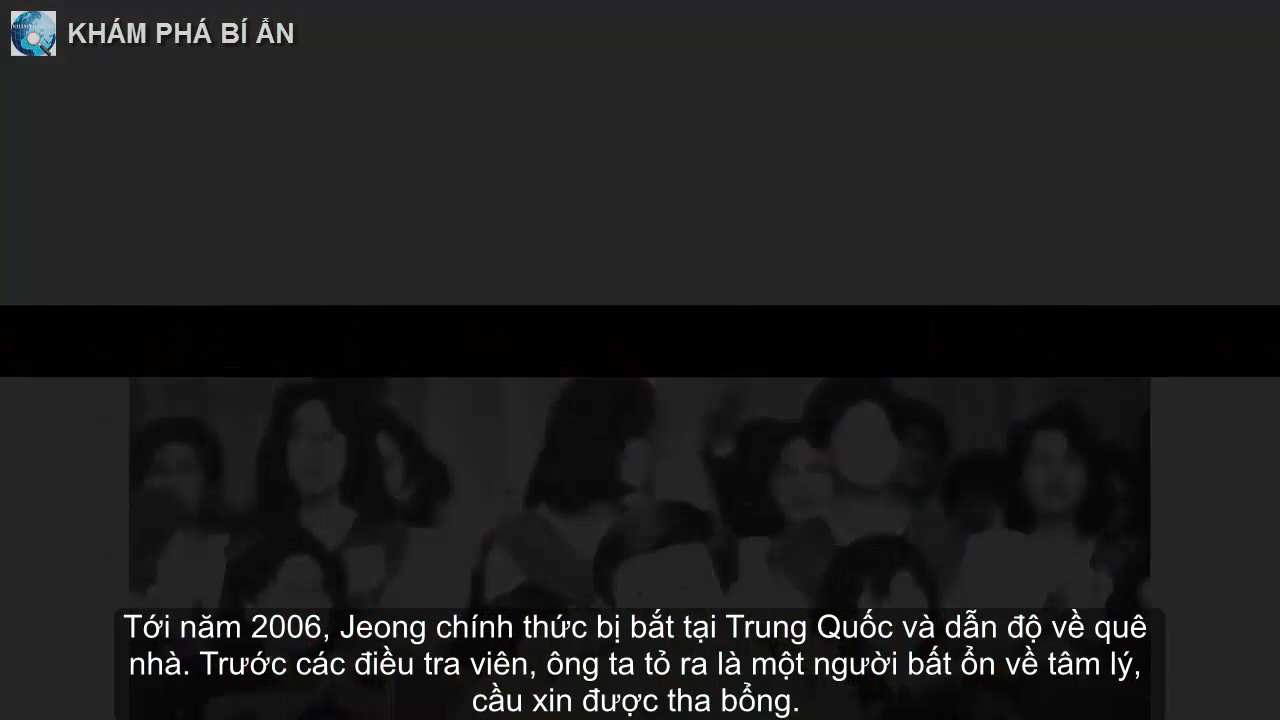 KHÁM PHÁ BÍ ẨN
Tới năm 2006, Jeong chính thức bị bắt tại Trung Quốc và dẫn độ về quê
nhà. Trước các điều tra viên, ông ta tỏ ra là một người bất ổn về tâm lý,
cầu xin được tha bổng.